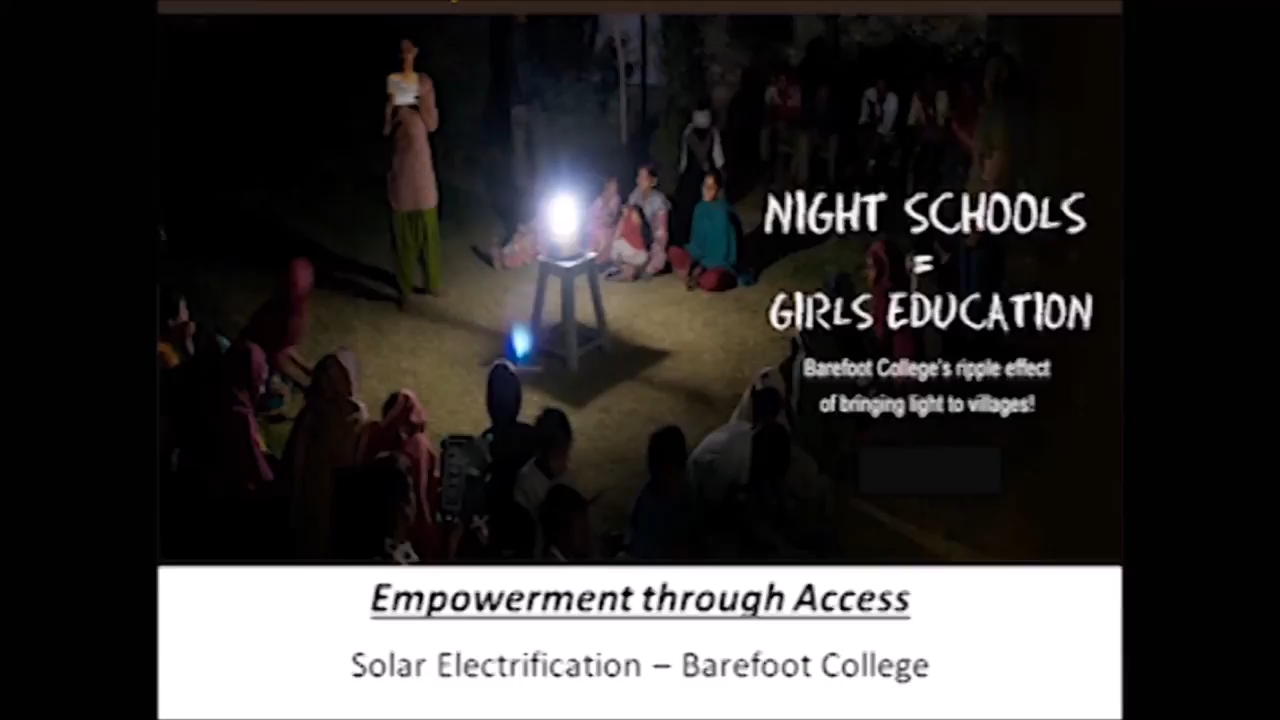 NIGHT SCHOOLS
=
GIRLS EDUCATION
Barefoot College's ripple effect
of bringing light to villages!
Empowerment through Access
Solar Electrification – Barefoot College